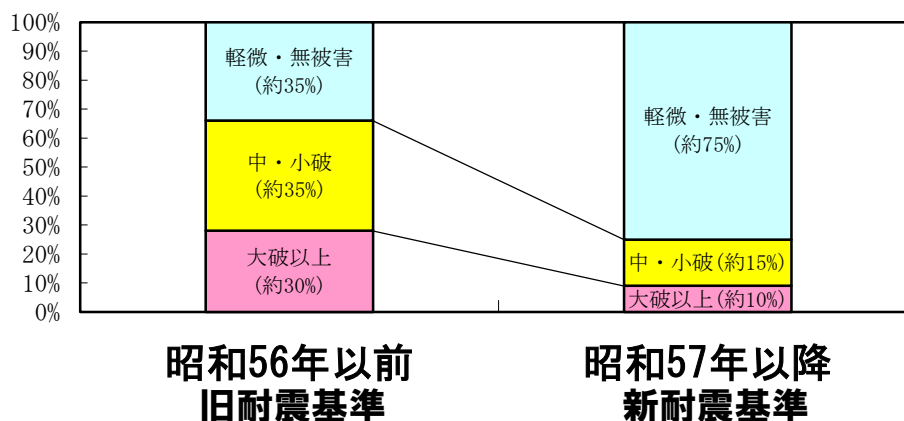 100%
90%
80%
70%
60%
50%
40%
30%
20%
10%
0%
軽微・無被害
(約35%)
中・小破
(約35%)
大破以上
(約30%)
軽微・無被害
(約75%)
中・小破(約15%)
大破以上(約10%)
昭和56年以前
旧耐震基準
昭和57年以降
新耐震基準